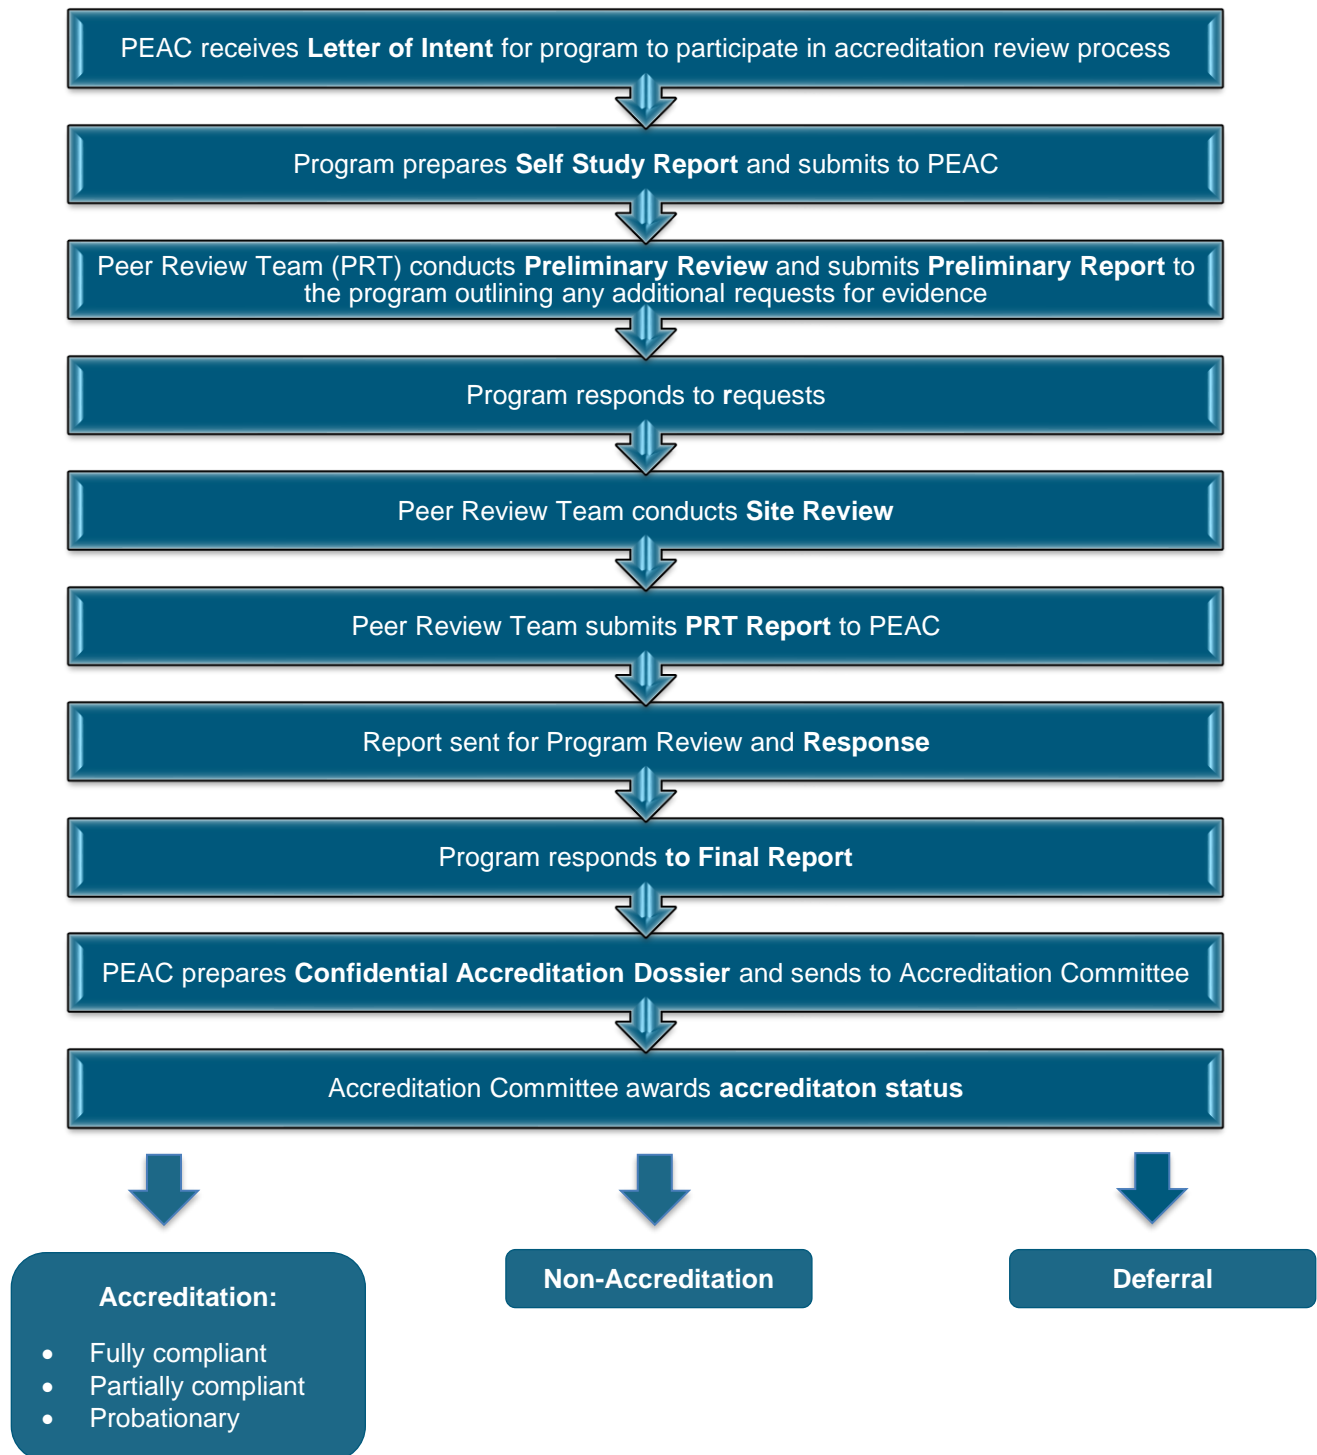 PEAC receives Letter of Intent for program to participate in accreditation review process
Program prepares Self Study Report and submits to PEAC
Peer Review Team (PRT) conducts Preliminary Review and submits Preliminary Report to
the program outlining any additional requests for evidence
Program responds to requests
Peer Review Team conducts Site Review
Peer Review Team submits PRT Report to PEAC
Report sent for Program Review and Response
Program responds to Final Report
PEAC prepares Confidential Accreditation Dossier and sends to Accreditation Committee
Accreditation Committee awards accreditaton status
Accreditation:
• Fully compliant
• Partially compliant
• Probationary
Non-Accreditation
Deferral